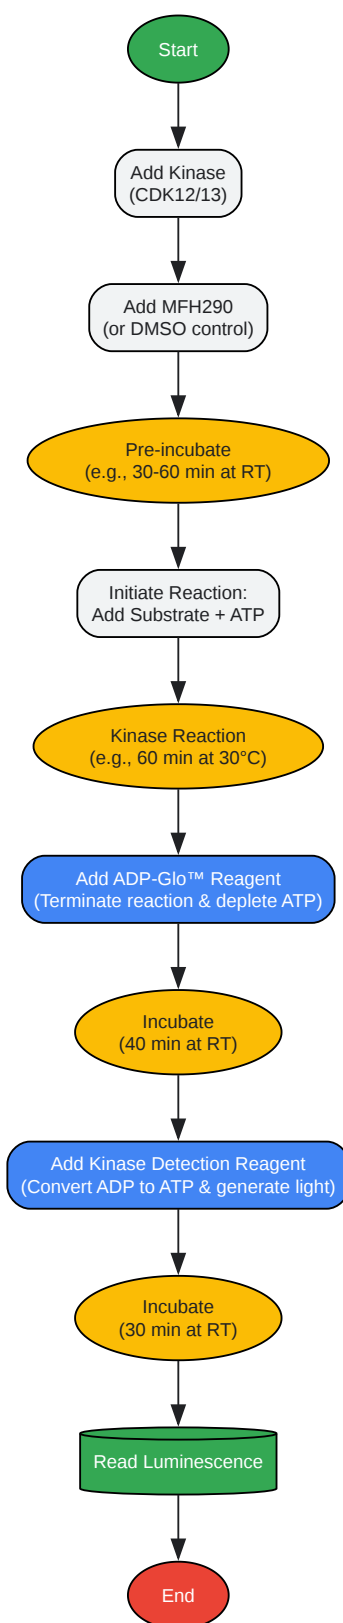 Start
Add Kinase
(CDK12/13)
Add MFH290
(or DMSO control)
Pre-incubate
(e.g., 30-60 min at RT)
Initiate Reaction:
Add Substrate + ATP
Kinase Reaction
(e.g., 60 min at 30°C)
Add ADP-Glo™ Reagent
(Terminate reaction & deplete ATP)
Incubate
(40 min at RT)
Add Kinase Detection Reagent
(Convert ADP to ATP & generate light)
Incubate
(30 min at RT)
Read Luminescence
End